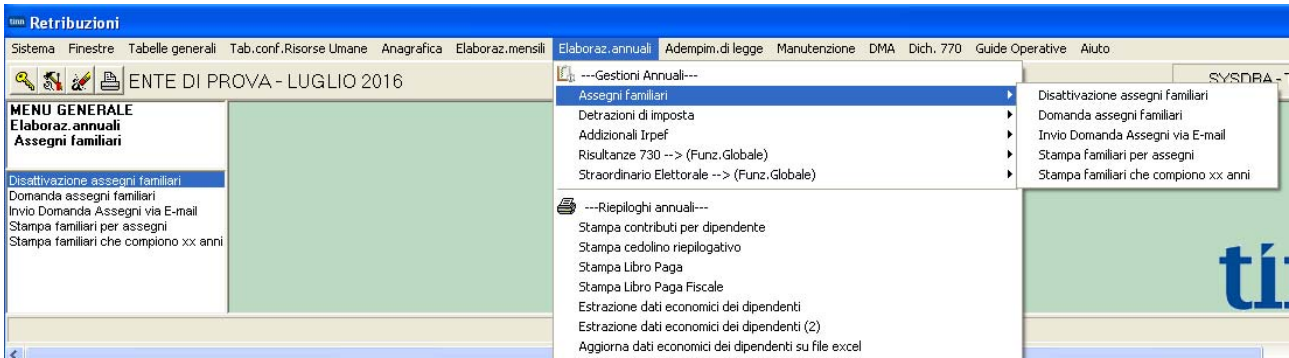 tinn Retribuzioni
Sistema Finestre Tabelle generali Tab.conf.Risorse Umane Anagrafica Elaboraz.mensili Elaboraz.annuali Adempim.di legge Manutenzione DMA Dich. 770 Guide Operative Aiuto
ENTE DI PROVA - LUGLIO 2016
SYSDBA - T
MENU GENERALE
Elaboraz.annuali
Assegni familiari
Disattivazione assegni familiari
Domanda assegni familiari
Invio Domanda Assegni via E-mail
Stampa familiari per assegni
Stampa familiari che compiono xx anni
---Gestioni Annuali---
Assegni familiari
Detrazioni di imposta
Addizionali Irpef
Risultanze 730 --> (Funz.Globale)
Straordinario Elettorale --> (Funz.Globale)
---Riepiloghi annuali---
Stampa contributi per dipendente
Stampa cedolino riepilogativo
Stampa Libro Paga
Stampa Libro Paga Fiscale
Estrazione dati economici dei dipendenti
Estrazione dati economici dei dipendenti (2)
Aggiorna dati economici dei dipendenti su file excel
Disattivazione assegni familiari
Domanda assegni familiari
Invio Domanda Assegni via E-mail
Stampa familiari per assegni
Stampa familiari che compiono xx anni